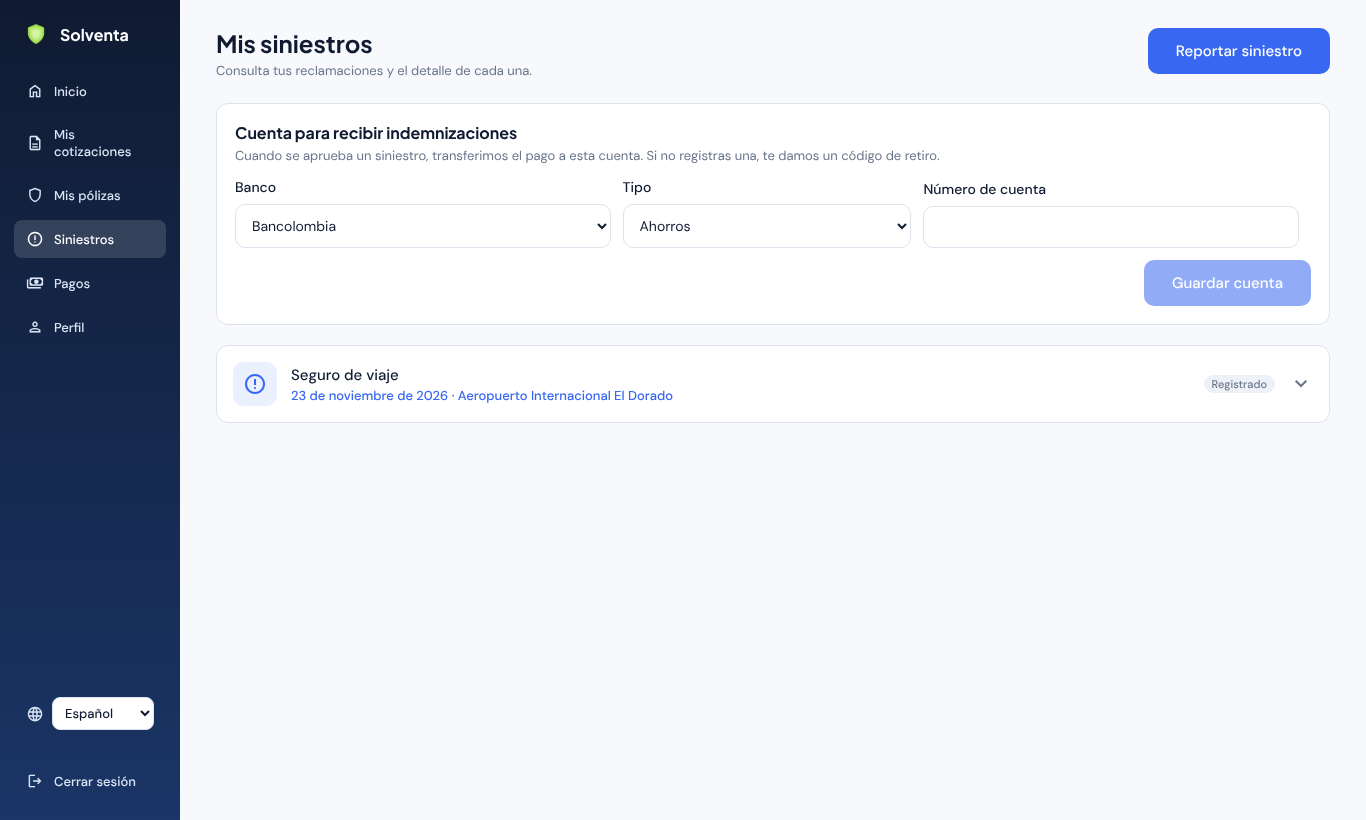 Solventa
Inicio
Mis
cotizaciones
Mis pólizas
Siniestros
Pagos
Perfil
Español
Cerrar sesión
Mis siniestros
Consulta tus reclamaciones y el detalle de cada una.
Reportar siniestro
Cuenta para recibir indemnizaciones
Cuando se aprueba un siniestro, transferimos el pago a esta cuenta. Si no registras una, te damos un código de retiro.
Banco
Tipo
Número de cuenta
Bancolombia
Ahorros
Guardar cuenta
Seguro de viaje
23 de noviembre de 2026 · Aeropuerto Internacional El Dorado
Registrado